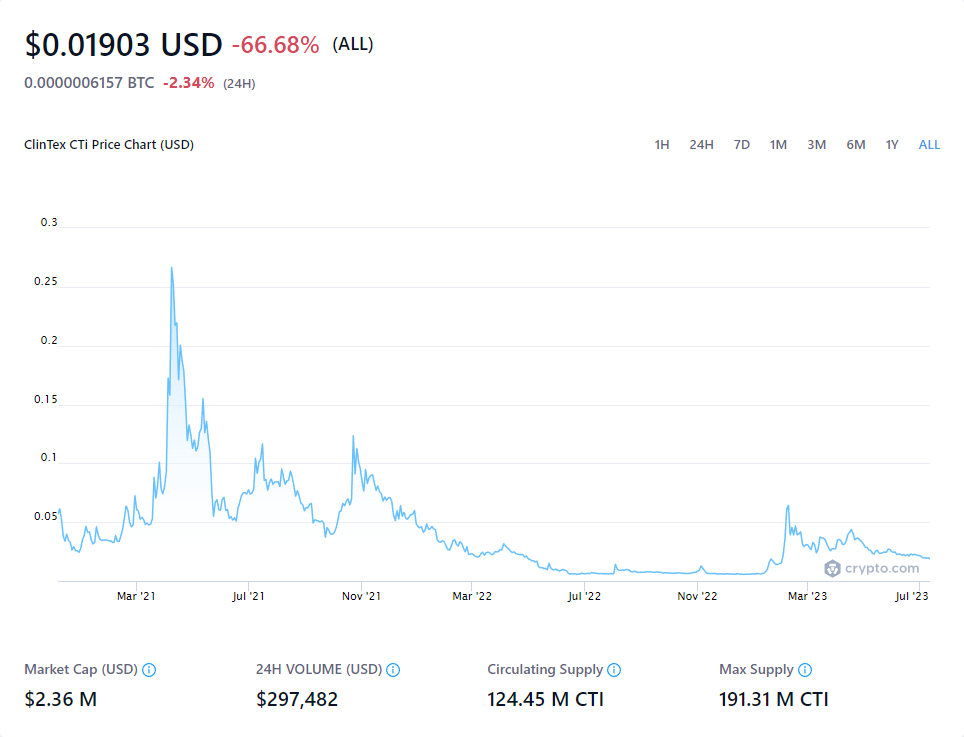 $0.01903 USD -66.68% (ALL)
0.0000006157 BTC -2.34% (24H)
ClinTex CTi Price Chart (USD) 1H 24H 7D 1M 3M 6M 1Y ALL
0.3
0.25
0.2
0.15
0.1
0.05
crypto.com
Mar '21 Jul '21 Nov '21 Mar '22 Jul '22 Nov '22 Mar '23 Jul '23
Market Cap (USD) 24H VOLUME (USD) Circulating Supply Max Supply
$2.36 M $297,482 124.45 M CTI 191.31 M CTI